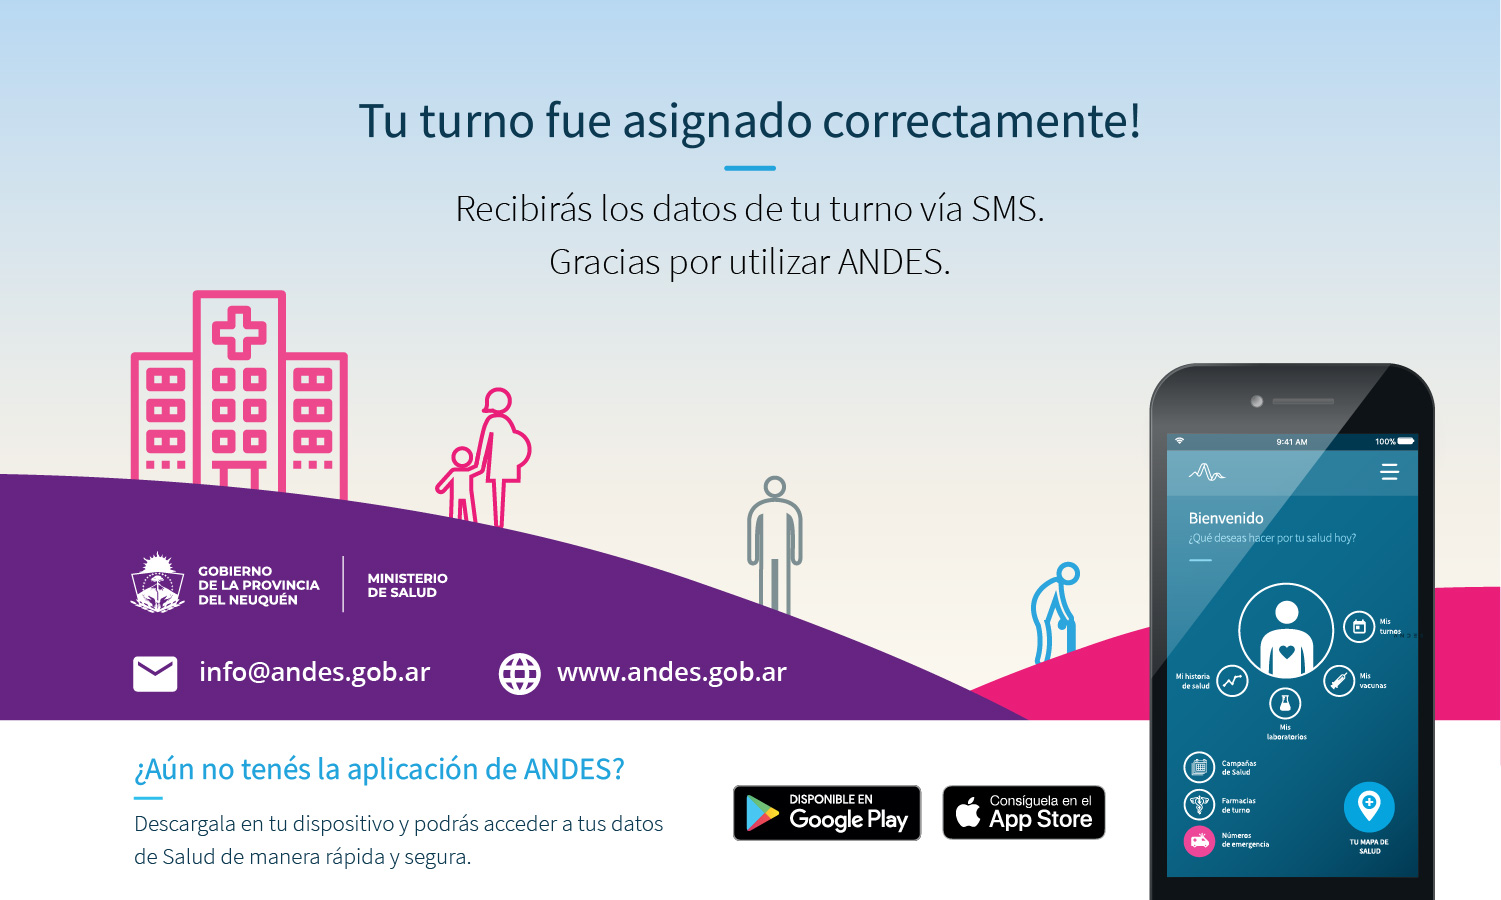 Tu turno fue asignado correctamente!
Recibirás los datos de tu turno vía SMS.
Gracias por utilizar ANDES.
GOBIERNO
DE LA PROVINCIA
DEL NEUQUÉN
MINISTERIO
DE SALUD
info@andes.gob.ar
www.andes.gob.ar
¿Aún no tenés la aplicación de ANDES?
Descargala en tu dispositivo y podrás acceder a tus datos
de Salud de manera rápida y segura.
DISPONIBLE EN
Google Play
Consíguela en el
App Store
9:41 AM
100%
Bienvenido
¿Qué deseas hacer por tu salud hoy?
Mis
turnos
Mi historia
de salud
Mis
vacunas
Mis
laboratorios
Campañas
de Salud
Farmacias
de turno
Números
de emergencia
TU MAPA DE
SALUD